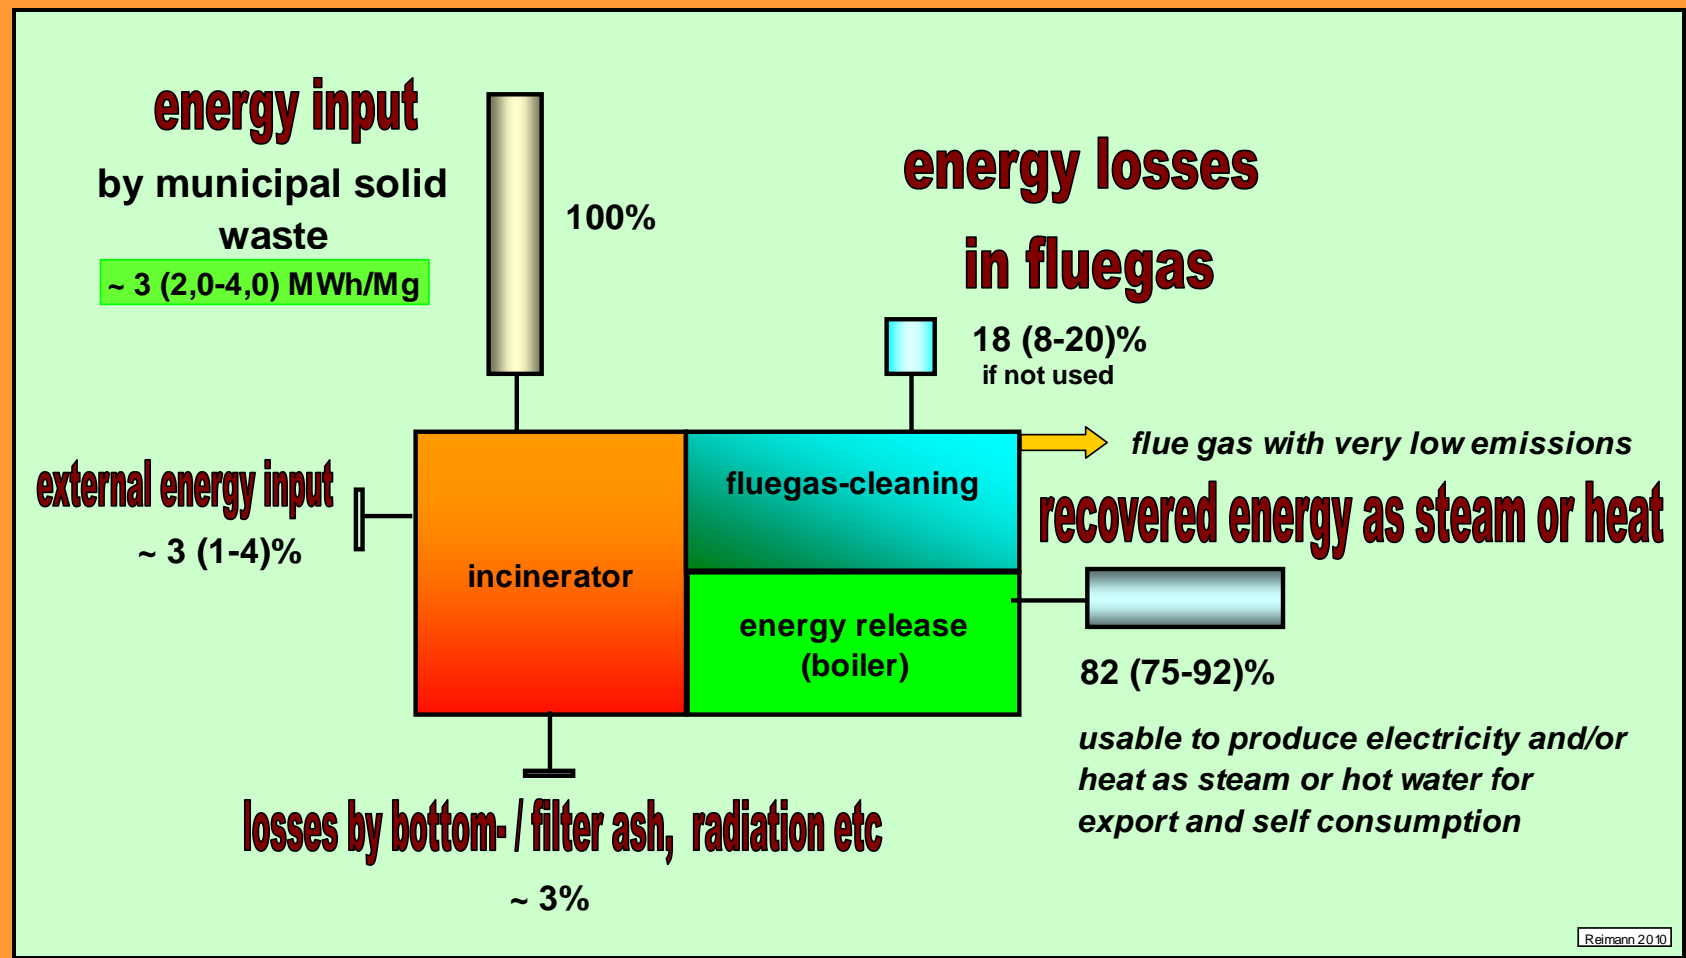 energy input
by municipal solid
waste
~ 3 (2,0-4,0) MWh/Mg
100%
energy losses
in fluegas
18 (8-20)%
if not used
flue gas with very low emissions
external energy input
~ 3 (1-4)%
incinerator
fluegas-cleaning
energy release
(boiler)
recovered energy as steam or heat
82 (75-92)%
usable to produce electricity and/or
heat as steam or hot water for
export and self consumption
losses by bottom- / filter ash, radiation etc
~ 3%
Reimann 2010